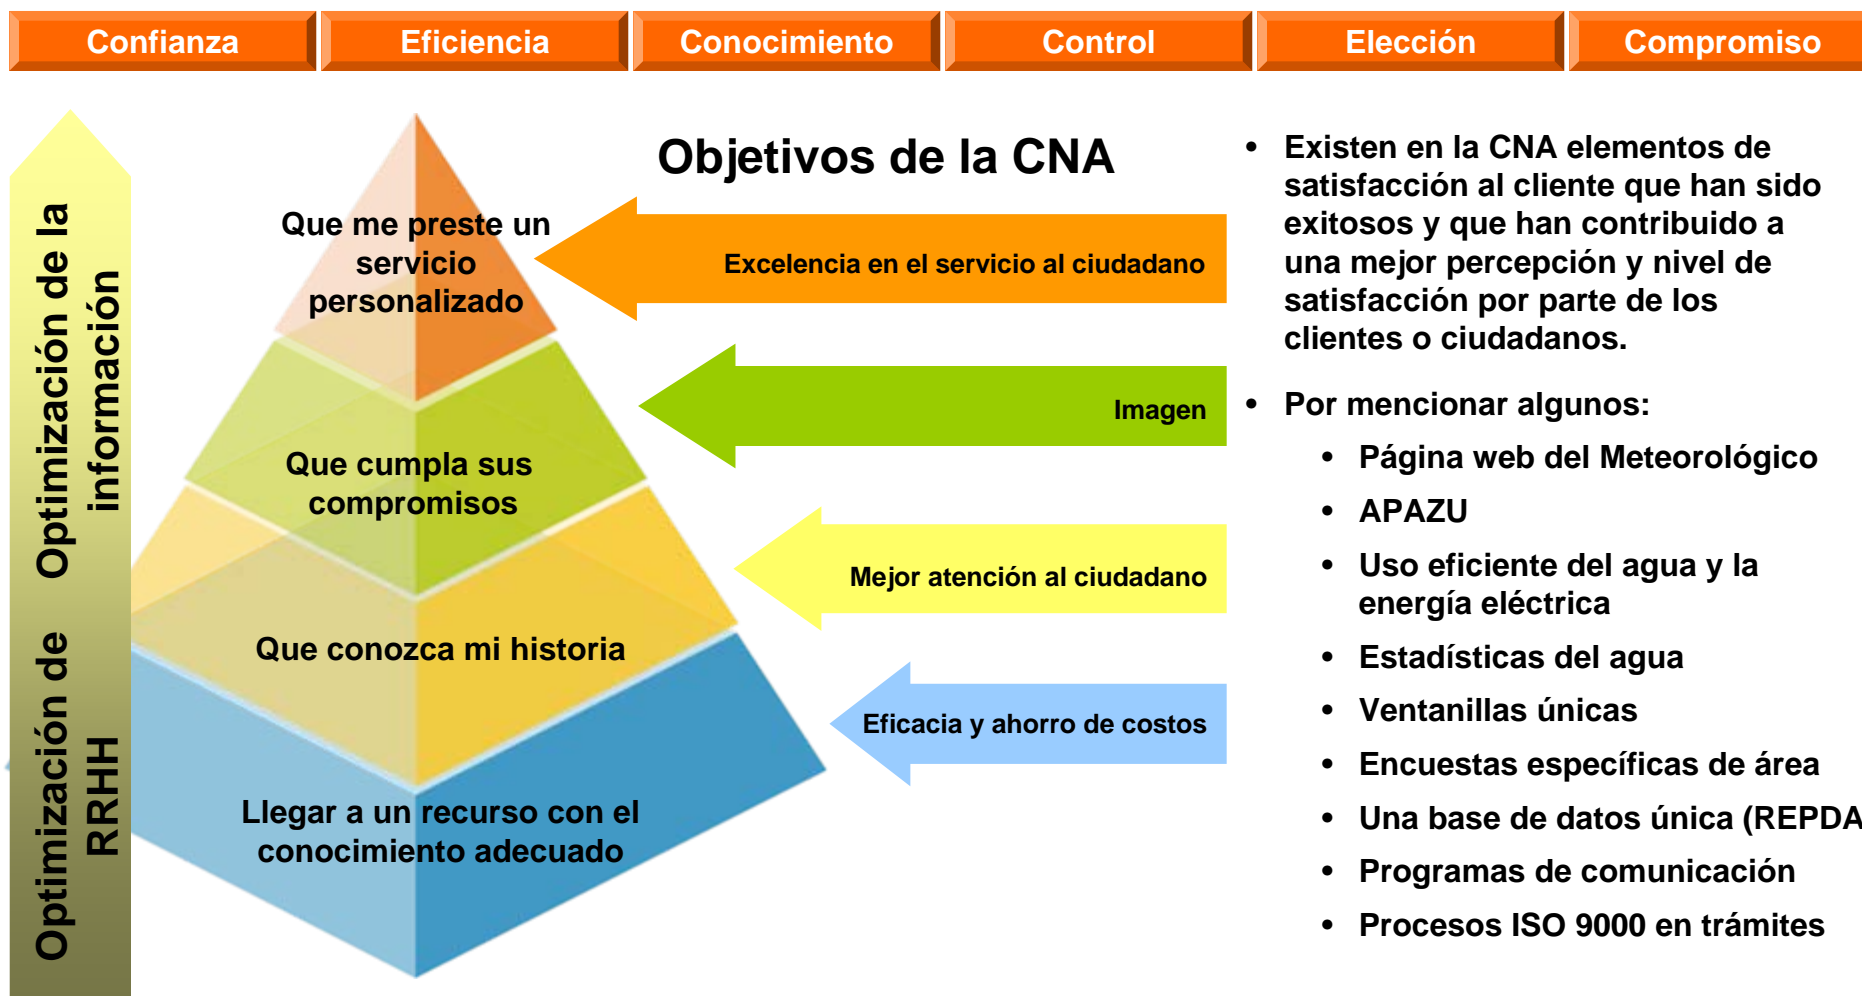 Confianza
Eficiencia
Conocimiento
Control
Elección
Compromiso
Optimización de la
información
Optimización de
RRHH
Objetivos de la CNA
Que me preste un
servicio
personalizado
Que cumpla sus
compromisos
Que conozca mi historia
Llegar a un recurso con el
conocimiento adecuado
Excelencia en el servicio al ciudadano
Imagen
Mejor atención al ciudadano
Eficacia y ahorro de costos
• Existen en la CNA elementos de
satisfacción al cliente que han sido
exitosos y que han contribuido a
una mejor percepción y nivel de
satisfacción por parte de los
clientes o ciudadanos.
• Por mencionar algunos:
• Página web del Meteorológico
• APAZU
• Uso eficiente del agua y la
energía eléctrica
• Estadísticas del agua
• Ventanillas únicas
• Encuestas específicas de área
• Una base de datos única (REPDA
• Programas de comunicación
• Procesos ISO 9000 en trámites